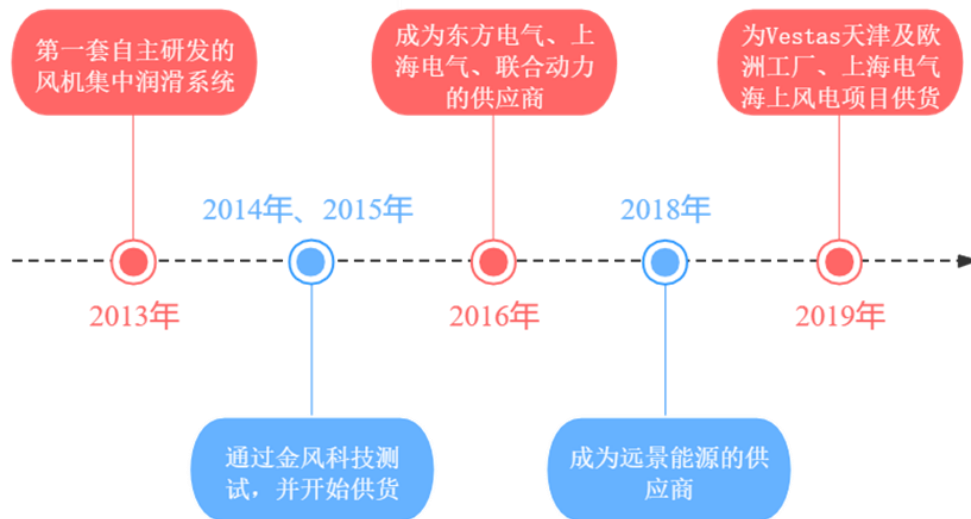 第一套自主研发的
风机集中润滑系统
成为东方电气、上
海电气、联合动力
的供应商
为Vestas天津及欧
洲工厂、上海电气
海上风电项目供货
2014年、2015年
2018年
2013年
2016年
2019年
通过金风科技测
试，并开始供货
成为远景能源的供
应商